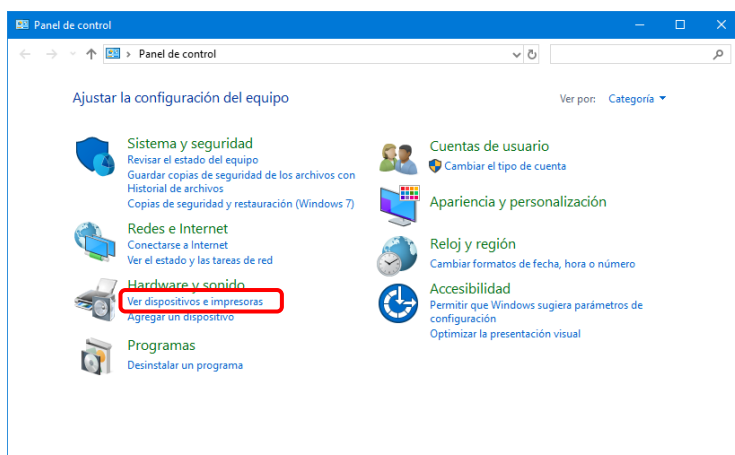 Panel de control
Panel de control
Ajustar la configuración del equipo
Ver por: Categoría
Sistema y seguridad
Revisar el estado del equipo
Guardar copias de seguridad de los archivos con
Historial de archivos
Copias de seguridad y restauración (Windows 7)
Redes e Internet
Conectarse a Internet
Ver el estado y las tareas de red
Hardware y sonido
Ver dispositivos e impresoras
Agregar un dispositivo
Programas
Desinstalar un programa
Cuentas de usuario
Cambiar el tipo de cuenta
Apariencia y personalización
Reloj y región
Cambiar formatos de fecha, hora o número
Accesibilidad
Permitir que Windows sugiera parámetros de
configuración
Optimizar la presentación visual